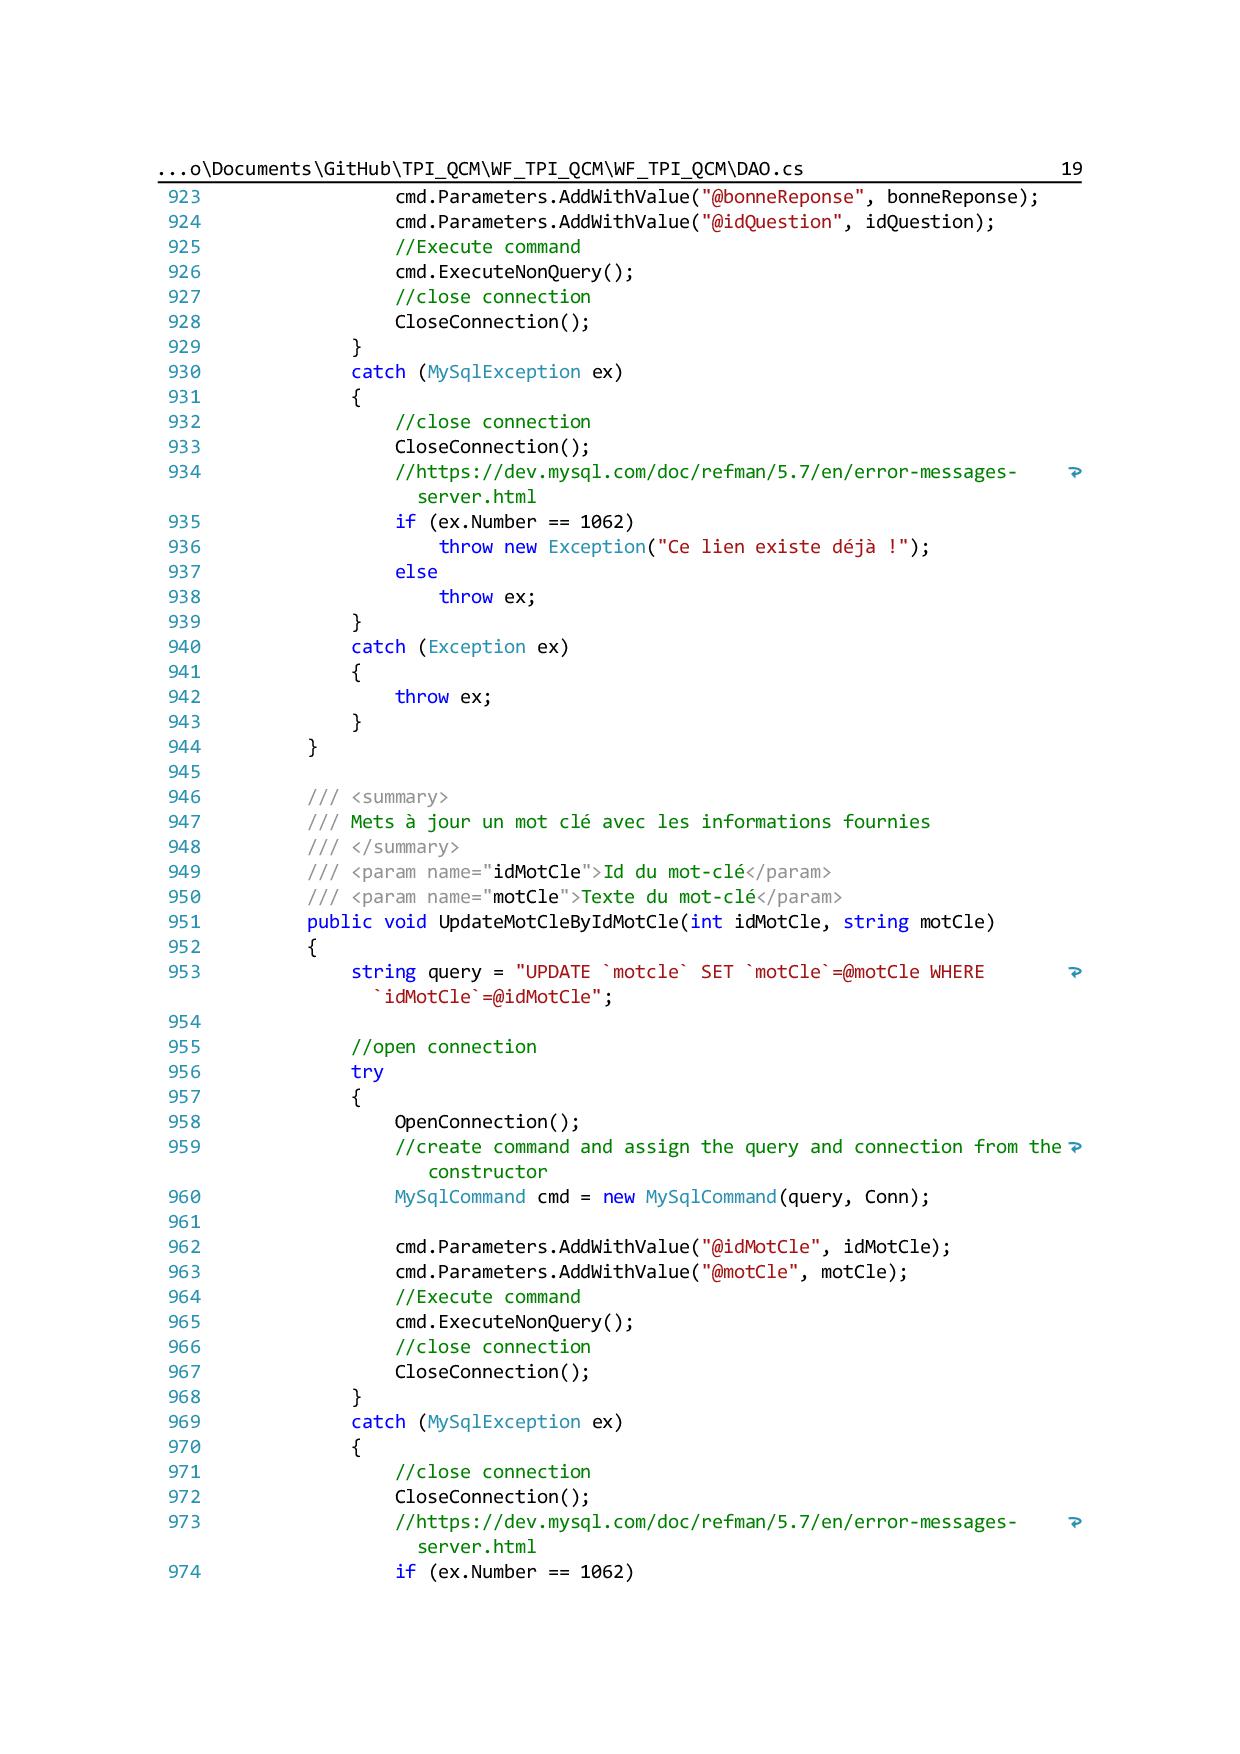 ...o\Documents\GitHub\TPI_QCM\WF_TPI_QCM\WF_TPI_QCM\DAO.cs 19
923 cmd.Parameters.AddWithValue("@bonneReponse", bonneReponse);
924 cmd.Parameters.AddWithValue("@idQuestion", idQuestion);
925 //Execute command
926 cmd.ExecuteNonQuery();
927 //close connection
928 CloseConnection();
929 }
930 catch (MySqlException ex)
931 {
932 //close connection
933 CloseConnection();
934 //https://dev.mysql.com/doc/refman/5.7/en/error-messages-
server.html
935 if (ex.Number == 1062)
936 throw new Exception("Ce lien existe déjà !");
937 else
938 throw ex;
939 }
940 catch (Exception ex)
941 {
942 throw ex;
943 }
944 }
945
946 /// <summary>
947 /// Mets à jour un mot clé avec les informations fournies
948 /// </summary>
949 /// <param name="idMotCle">Id du mot-clé</param>
950 /// <param name="motCle">Texte du mot-clé</param>
951 public void UpdateMotCleByIdMotCle(int idMotCle, string motCle)
952 {
953 string query = "UPDATE `motcle` SET `motCle`=@motCle WHERE
`idMotCle`=@idMotCle";
954
955 //open connection
956 try
957 {
958 OpenConnection();
959 //create command and assign the query and connection from the
constructor
960 MySqlCommand cmd = new MySqlCommand(query, Conn);
961
962 cmd.Parameters.AddWithValue("@idMotCle", idMotCle);
963 cmd.Parameters.AddWithValue("@motCle", motCle);
964 //Execute command
965 cmd.ExecuteNonQuery();
966 //close connection
967 CloseConnection();
968 }
969 catch (MySqlException ex)
970 {
971 //close connection
972 CloseConnection();
973 //https://dev.mysql.com/doc/refman/5.7/en/error-messages-
server.html
974 if (ex.Number == 1062)